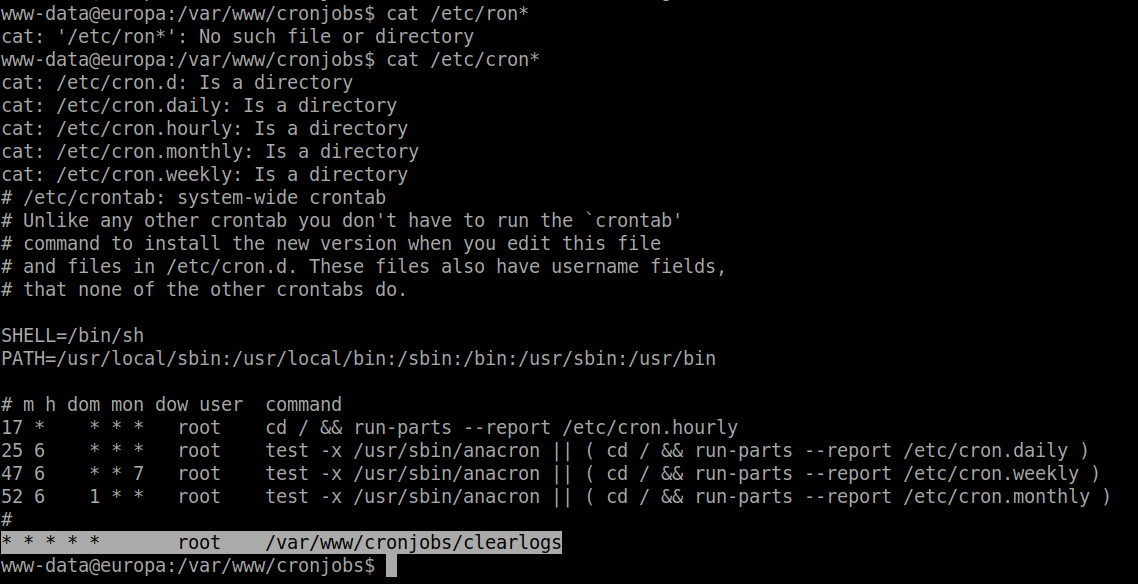 www-data@europa:/var/www/cronjobs$ cat /etc/ron*
cat: '/etc/ron*': No such file or directory
www-data@europa:/var/www/cronjobs$ cat /etc/cron*
cat: /etc/cron.d: Is a directory
cat: /etc/cron.daily: Is a directory
cat: /etc/cron.hourly: Is a directory
cat: /etc/cron.monthly: Is a directory
cat: /etc/cron.weekly: Is a directory
# /etc/crontab: system-wide crontab
# Unlike any other crontab you don't have to run the `crontab'
# command to install the new version when you edit this file
# and files in /etc/cron.d. These files also have username fields,
# that none of the other crontabs do.

SHELL=/bin/sh
PATH=/usr/local/sbin:/usr/local/bin:/sbin:/bin:/usr/sbin:/usr/bin

# m h dom mon dow user  command
17 *    * * *   root    cd / && run-parts --report /etc/cron.hourly
25 6    * * *   root    test -x /usr/sbin/anacron || ( cd / && run-parts --report /etc/cron.daily )
47 6    * * 7   root    test -x /usr/sbin/anacron || ( cd / && run-parts --report /etc/cron.weekly )
52 6    1 * *   root    test -x /usr/sbin/anacron || ( cd / && run-parts --report /etc/cron.monthly )
#
* * * * *       root    /var/www/cronjobs/clearlogs
www-data@europa:/var/www/cronjobs$